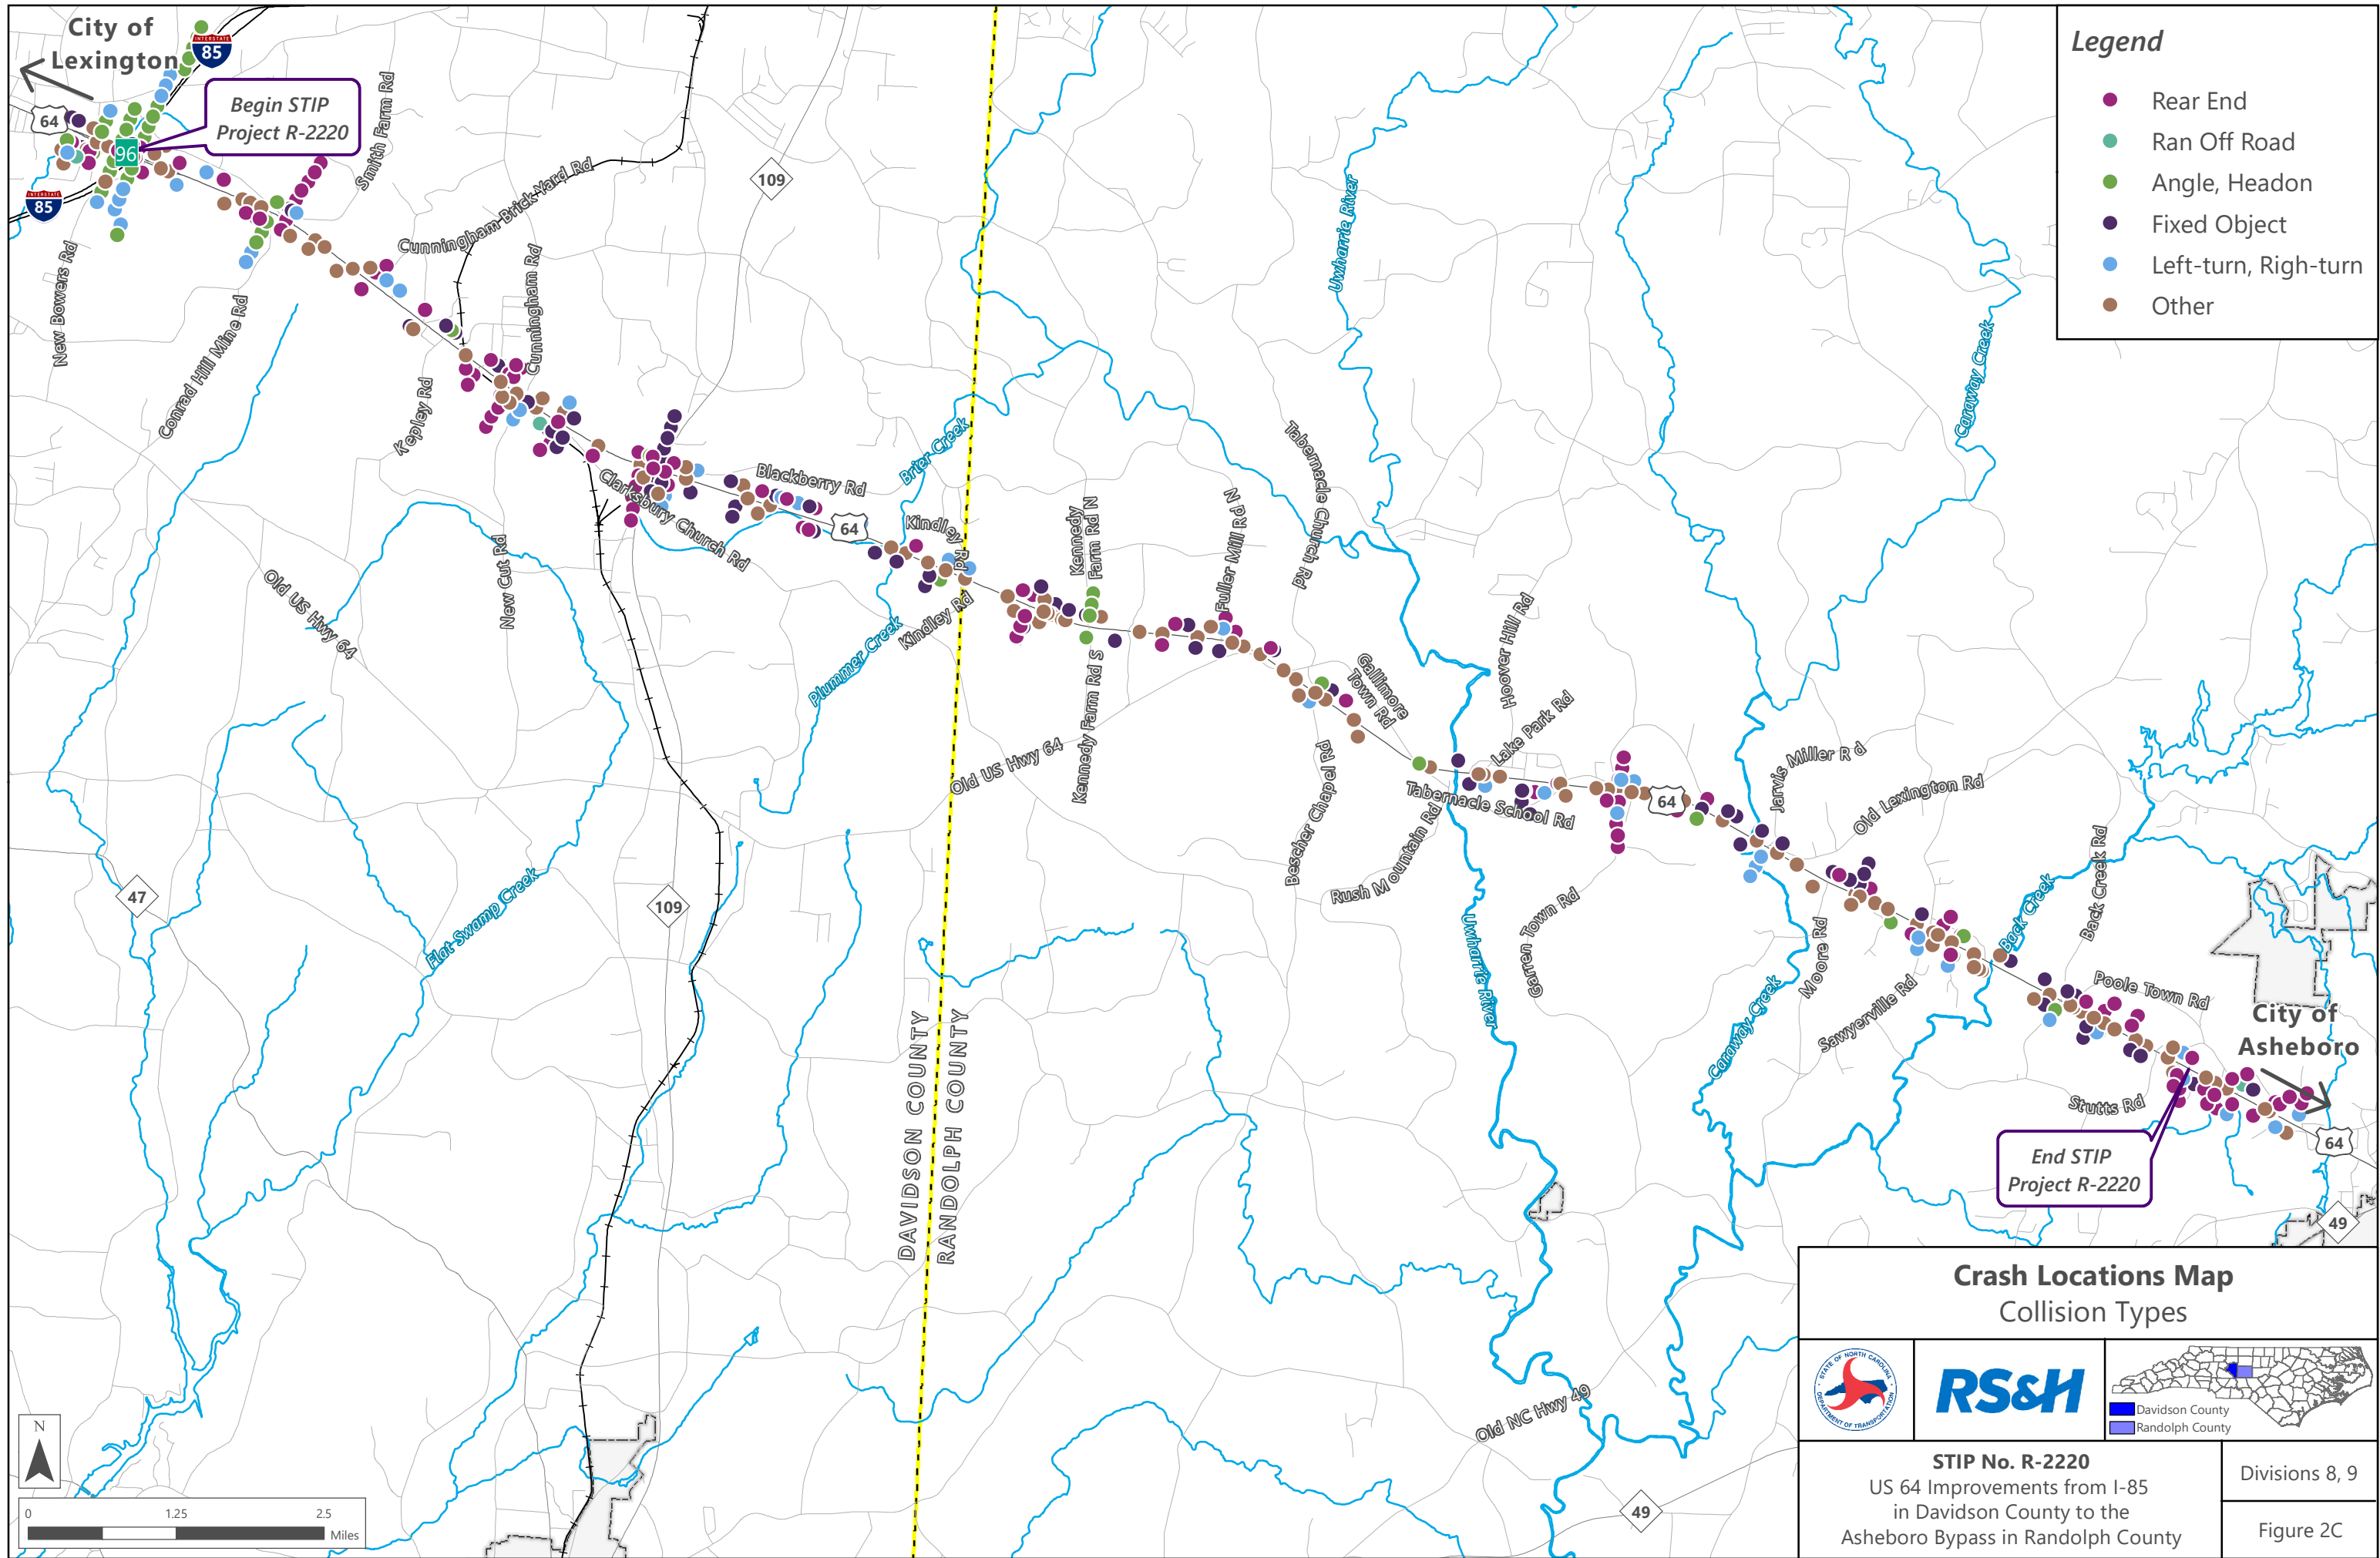 City of
Lexington
INTERSTATE
85
64
Begin STIP
Project R-2220
96
INTERSTATE
85
Smith Farm Rd
Cunningham Brick Yard Rd
109
New Bowers Rd
Conrad Hill Mine Rd
Kepley Rd
Cunningham Rd
Clarksbury Church Rd
Blackberry Rd
64
Brier Creek
Kindley Rd
Kindley Rd
Plummer Creek
New Cut Rd
Old US Hwy 64
Old US Hwy 64
Kennedy
Farm Rd N
Kennedy Farm Rd S
Fuller Mill Rd N
Tabernacle Church Rd
Uwharrie River
Gallimore
Town Rd
Hoover Hill Rd
Lake Park Rd
Tabernacle School Rd
Bescher Chapel Rd
Rush Mountain Rd
Uwharrie River
Garren Town Rd
64
Jarvis Miller R d
Old Lexington Rd
Caraway Creek
Caraway Creek
Moore Rd
Sawyerville Rd
Back Creek
Back Creek Rd
Poole Town Rd
City of
Asheboro
Stutts Rd
End STIP
Project R-2220
64
49
47
Flat Swamp Creek
109
DAVIDSON COUNTY
RANDOLPH COUNTY
Old NC Hwy 49
49
Legend
Rear End
Ran Off Road
Angle, Headon
Fixed Object
Left-turn, Righ-turn
Other
N
0
1.25
2.5
Miles
Crash Locations Map
Collision Types
STATE OF NORTH CAROLINA
DEPARTMENT OF TRANSPORTATION
RS&H
Davidson County
Randolph County
STIP No. R-2220
US 64 Improvements from I-85
in Davidson County to the
Asheboro Bypass in Randolph County
Divisions 8, 9
Figure 2C